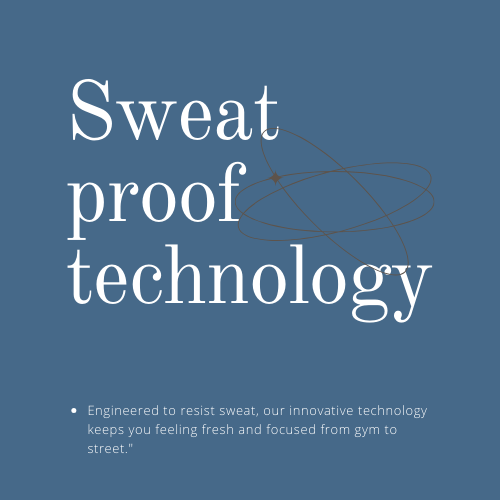 Sweat
proof
technology
• Engineered to resist sweat, our innovative technology
keeps you feeling fresh and focused from gym to
street."